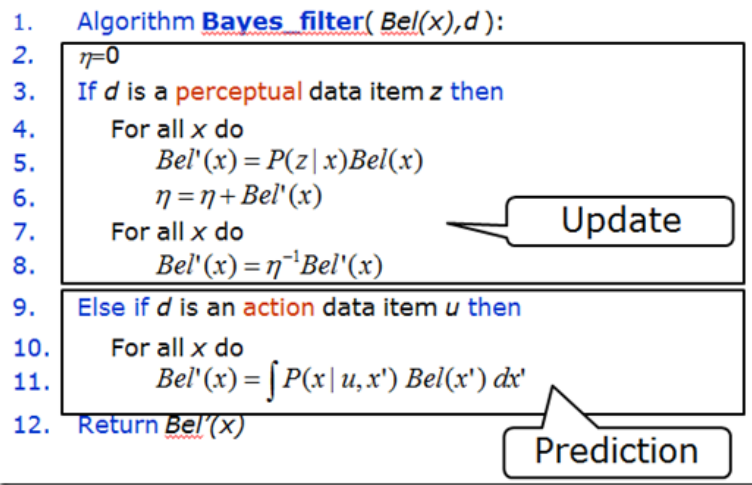 1. Algorithm Bayes_filter( Bel(x),d ):
2. η=0
3. If d is a perceptual data item z then
4. For all x do
5. Bel'(x) = P(z | x)Bel(x)
6. η = η + Bel'(x)
7. For all x do
8. Bel'(x) = η⁻¹Bel'(x)
Update
9. Else if d is an action data item u then
10. For all x do
11. Bel'(x) = ∫ P(x | u, x') Bel(x') dx'
12. Return Bel'(x)
Prediction